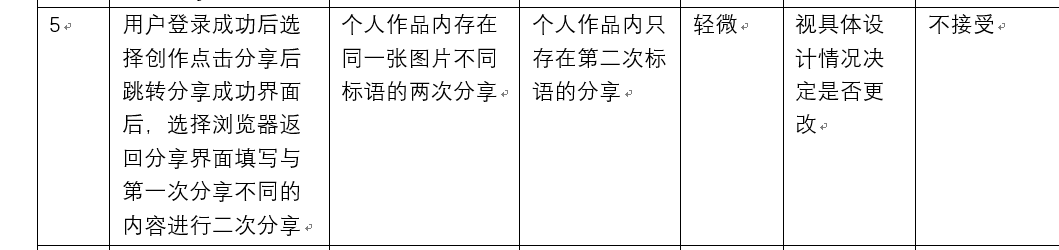 5
用户登录成功后选
择创作点击分享后
跳转分享成功界面
后，选择浏览器返
回分享界面填写与
第一次分享不同的
内容进行二次分享
个人作品内存在
同一张图片不同
标语的两次分享
个人作品内只
存在第二次标
语的分享
轻微
视具体设
计情况决
定是否更
改
不接受